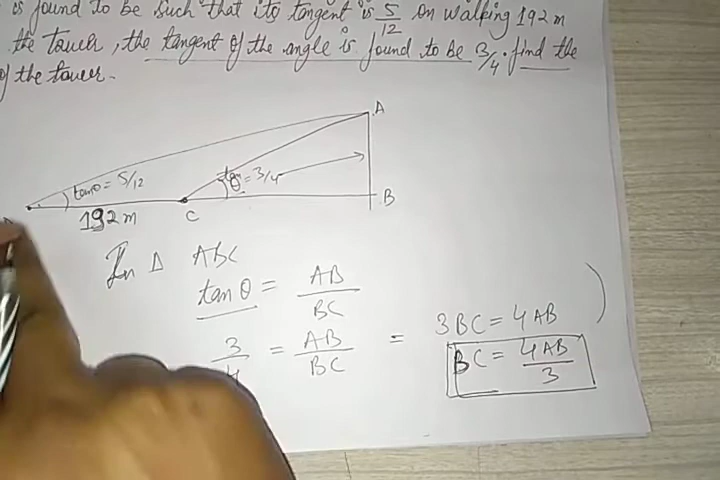 is found to be such that its tangent is 5/12 on walking 192 m
the tower, the tangent of the angle is found to be 3/4. find the
of the tower.
A
tanθ = 5/12
tan θ = 3/4
B
192 m
C
In Δ ABC
tan θ = AB/BC
3/4 = AB/BC = 3BC = 4AB
BC = 4AB/3